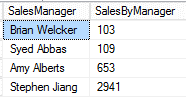 SalesManager SalesByManager
Brian Welcker 103
Syed Abbas 109
Amy Alberts 653
Stephen Jiang 2941